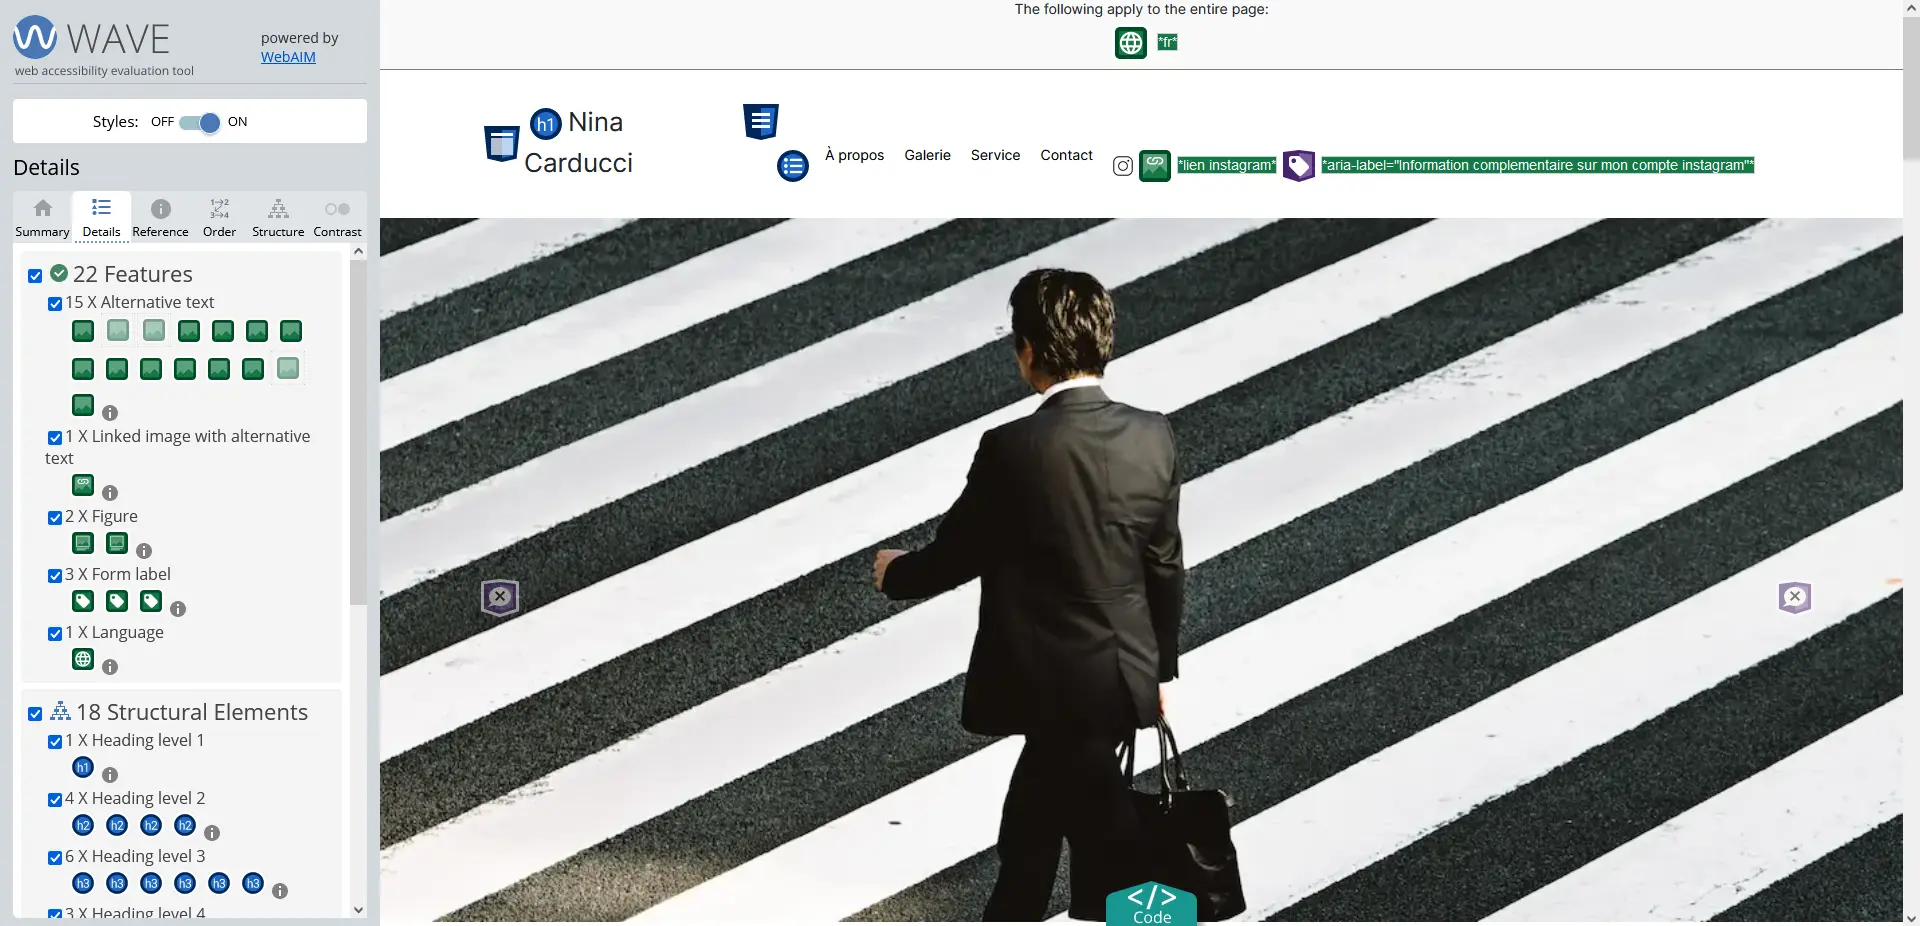 WAVE
powered by
WebAIM
web accessibility evaluation tool
Styles: OFF ON
Details
Summary Details Reference Order Structure Contrast
22 Features
15 X Alternative text
1 X Linked image with alternative
text
2 X Figure
3 X Form label
1 X Language
18 Structural Elements
1 X Heading level 1
h1
4 X Heading level 2
h2 h2 h2 h2
6 X Heading level 3
h3 h3 h3 h3 h3 h3
3 X Heading level 4
The following apply to the entire page:
*fr*
h1 Nina
Carducci
À propos Galerie Service Contact *lien instagram* *aria-label="Information complementaire sur mon compte instagram"*
</> 
Code